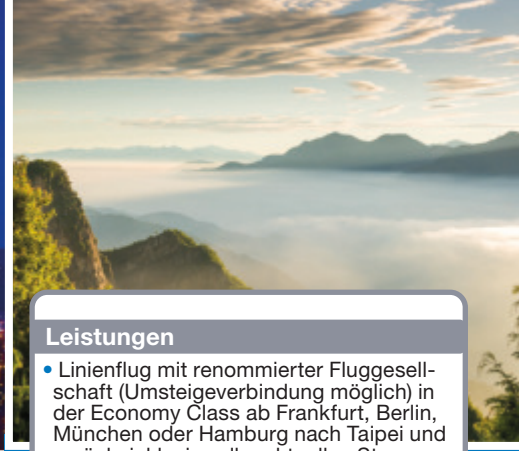 Leistungen
• Linienflug mit renommierter Fluggesell-
schaft (Umsteigeverbindung möglich) in
der Economy Class ab Frankfurt, Berlin,
München oder Hamburg nach Taipei und